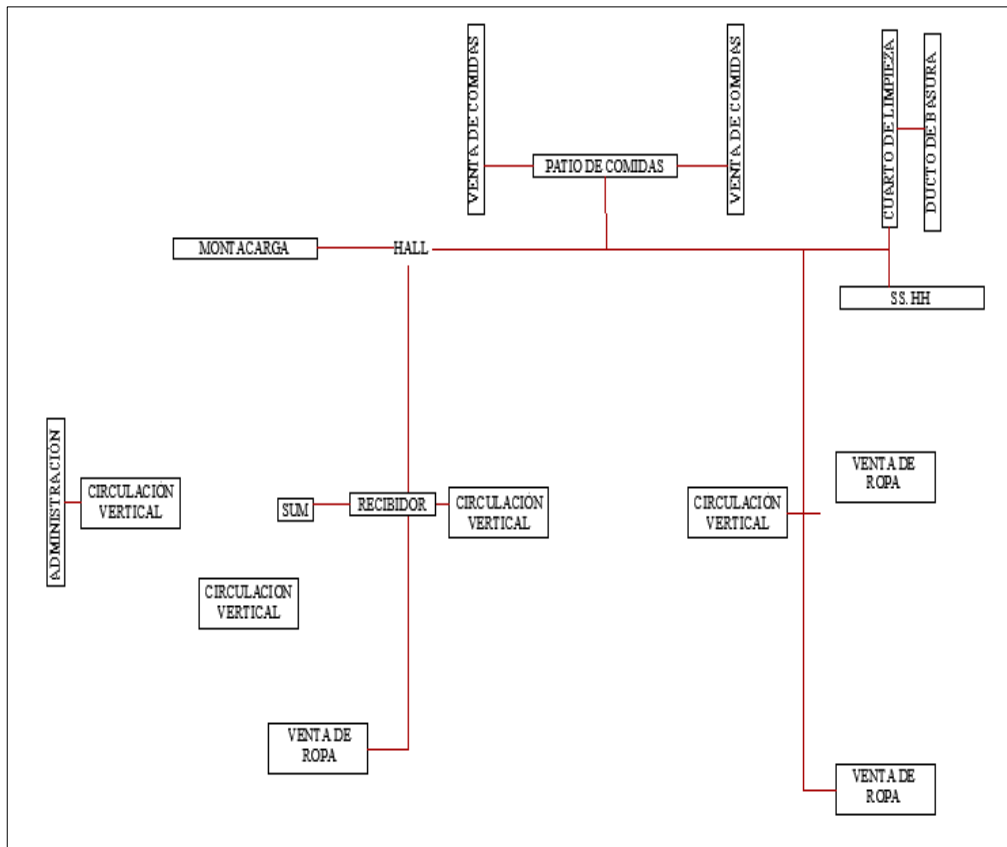 VENTA DE COMIDAS
VENTA DE COMIDAS
CUARTO DE LIMPIEZA
DUCTO DE BASURA
PATIO DE COMIDAS
MONTACARGA
HALL
SS. HH
ADMINISTRACIÓN
CIRCULACIÓN
VERTICAL
SUM
RECIBIDOR
CIRCULACIÓN
VERTICAL
CIRCULACIÓN
VERTICAL
VENTA DE
ROPA
CIRCULACIÓN
VERTICAL
VENTA DE
ROPA
VENTA DE
ROPA